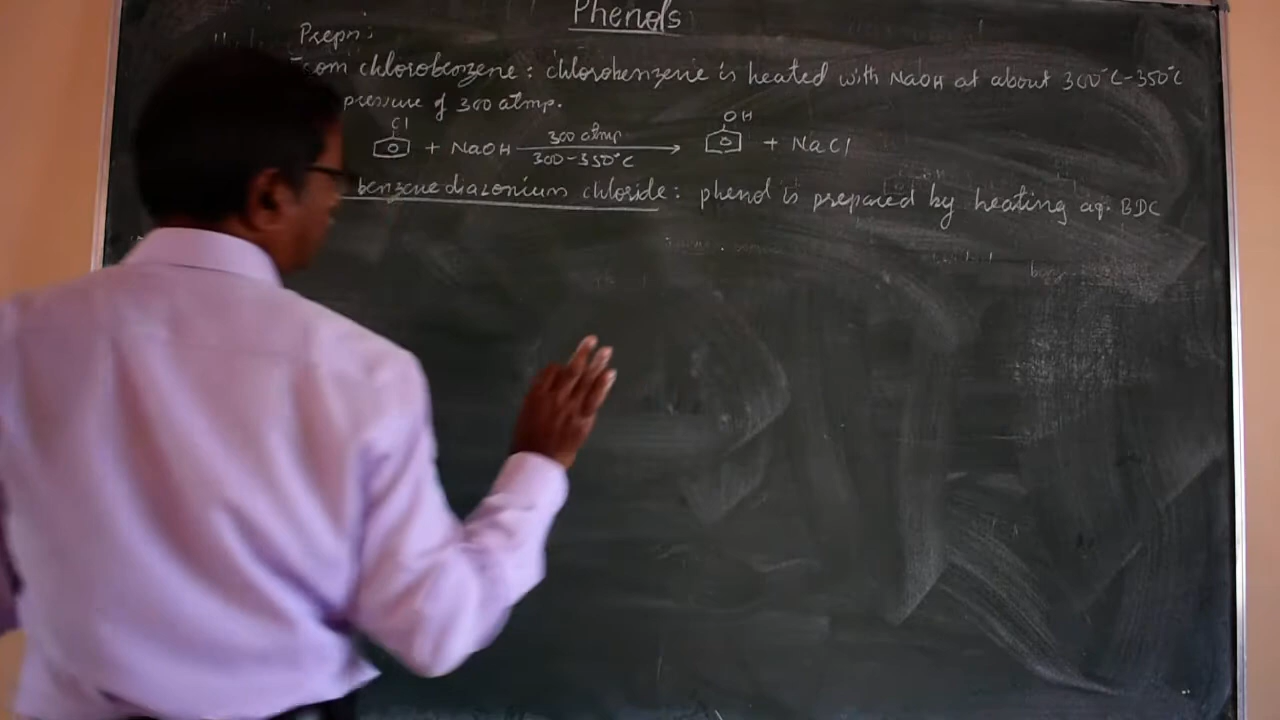 Phenols
Prepn:
from chlorobenzene: chlorobenzene is heated with NaOH at about 300°C-350°C
pressure of 300 atmp.
Cl OH
+ NaOH 300 atmp 300-350°C → + NaCl
benzene diazonium chloride: phenol is prepared by heating aq. BDC